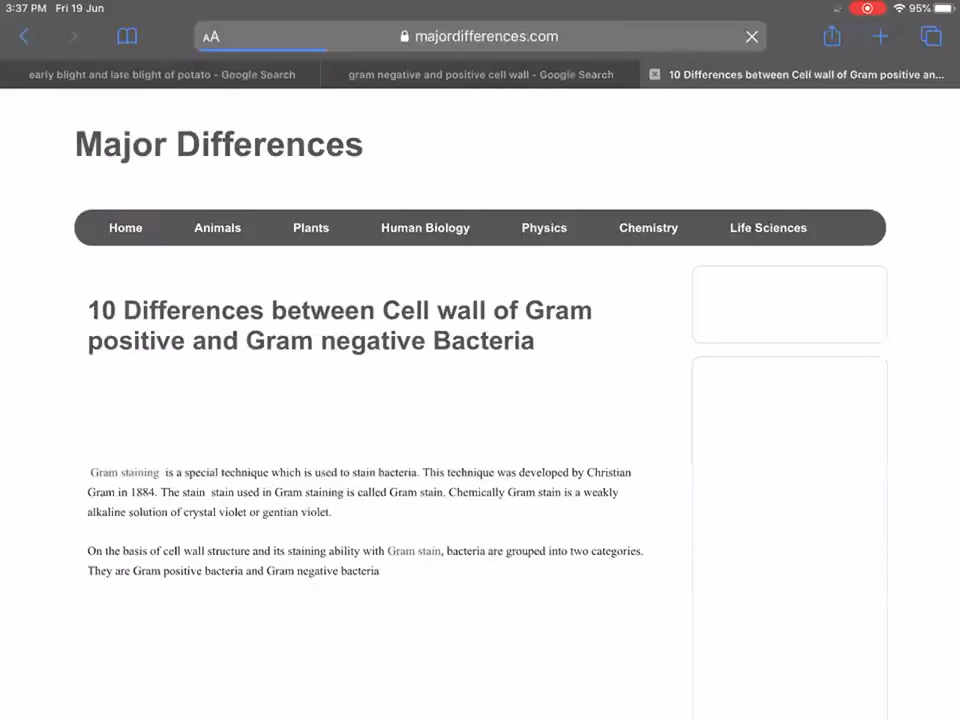 3:37 PM Fri 19 Jun 95%
AA majordifferences.com
early blight and late blight of potato - Google Search
gram negative and positive cell wall - Google Search
10 Differences between Cell wall of Gram positive an...
Major Differences
Home Animals Plants Human Biology Physics Chemistry Life Sciences
10 Differences between Cell wall of Gram
positive and Gram negative Bacteria
Gram staining is a special technique which is used to stain bacteria. This technique was developed by Christian
Gram in 1884. The stain stain used in Gram staining is called Gram stain. Chemically Gram stain is a weakly
alkaline solution of crystal violet or gentian violet.
On the basis of cell wall structure and its staining ability with Gram stain, bacteria are grouped into two categories.
They are Gram positive bacteria and Gram negative bacteria